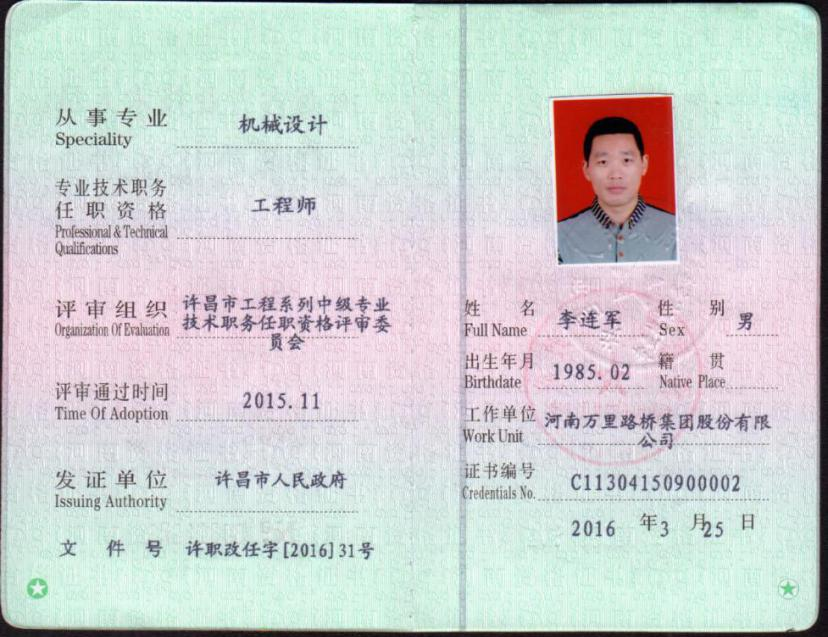 从事专业 机械设计
Speciality
专业技术职务
任职资格 工程师
Professional & Technical
Qualifications
评审组织 许昌市工程系列中级专业
Organization Of Evaluation 技术职务任职资格评审委
员会
评审通过时间 2015.11
Time Of Adoption
发证单位 许昌市人民政府
Issuing Authority
文件号 许职改任字[2016]31号
姓名 李连军 性别 男
Full Name Sex
出生年月 1985.02 籍贯
Birthdate Native Place
工作单位 河南万里路桥集团股份有限
Work Unit 公司
证书编号 C11304150900002
Credentials No.
2016 年 3 月 25 日